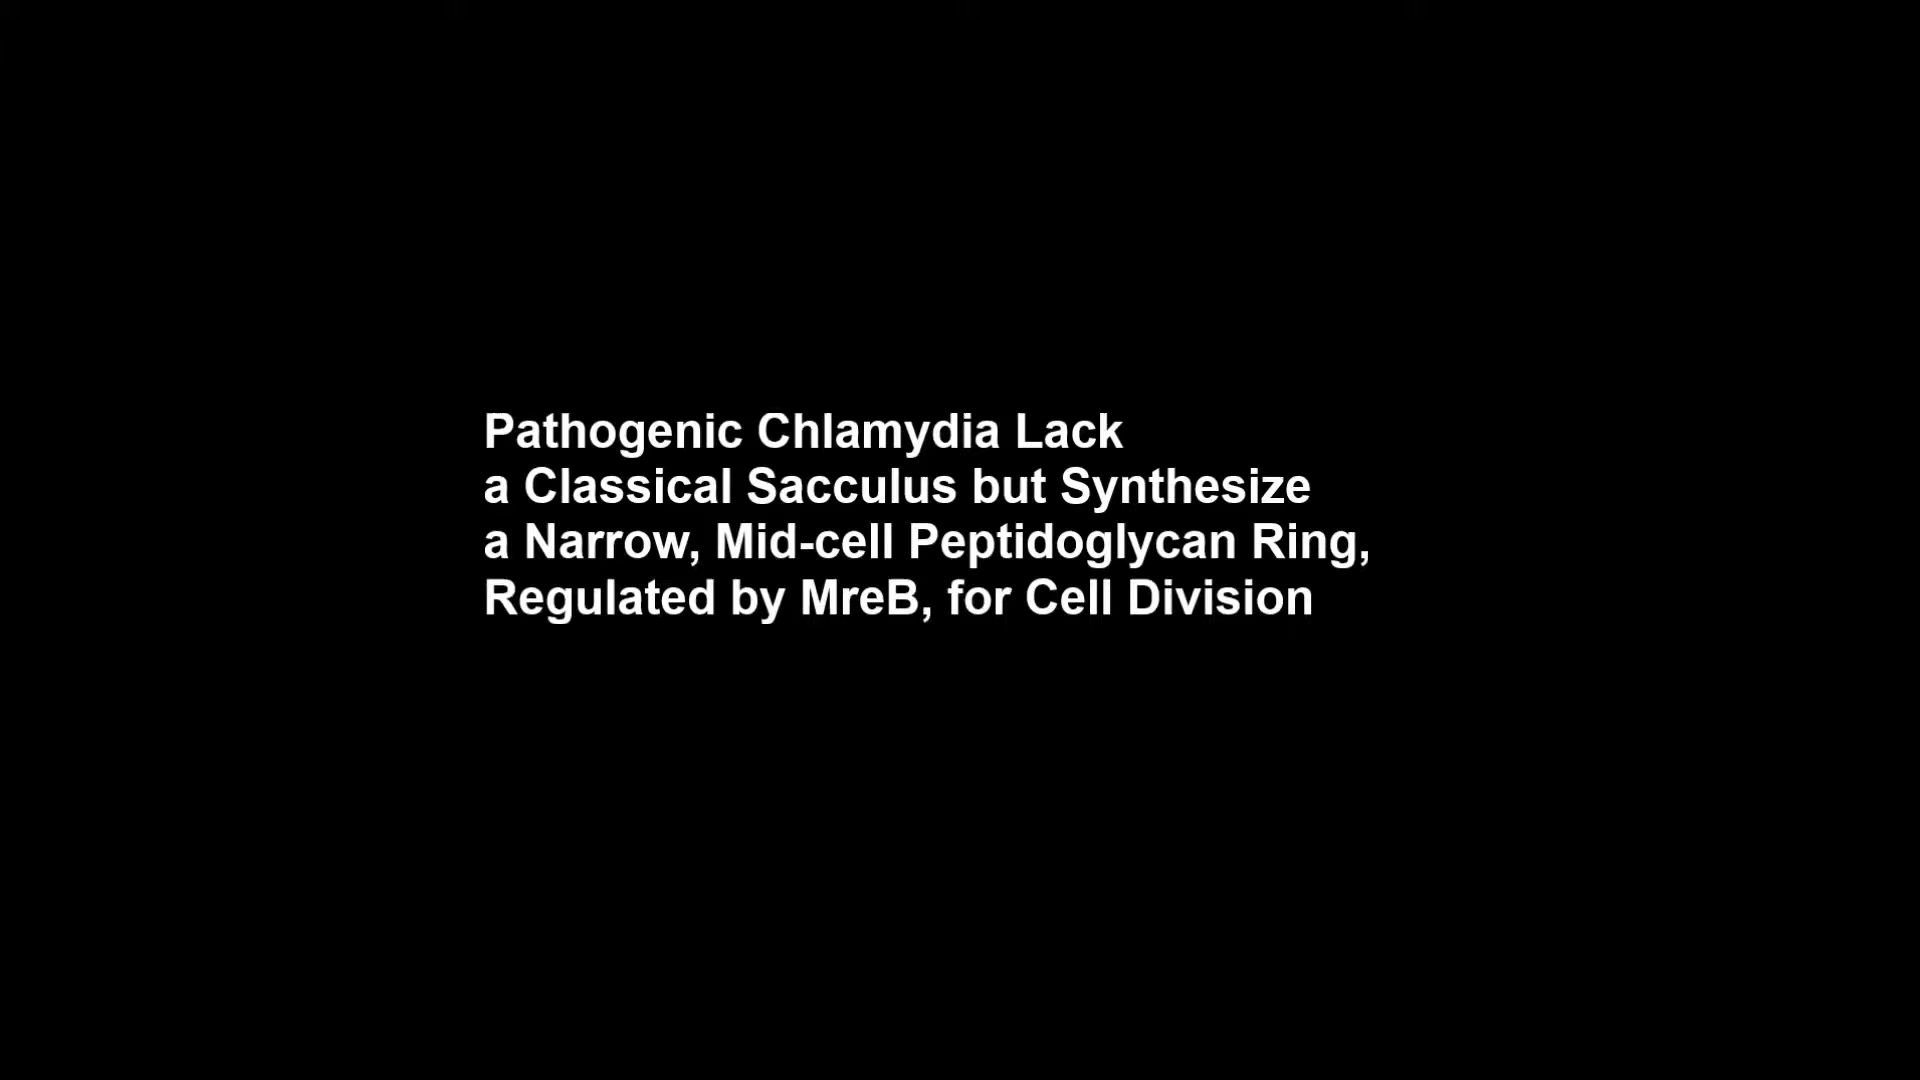 Pathogenic Chlamydia Lack
a Classical Sacculus but Synthesize
a Narrow, Mid-cell Peptidoglycan Ring,
Regulated by MreB, for Cell Division